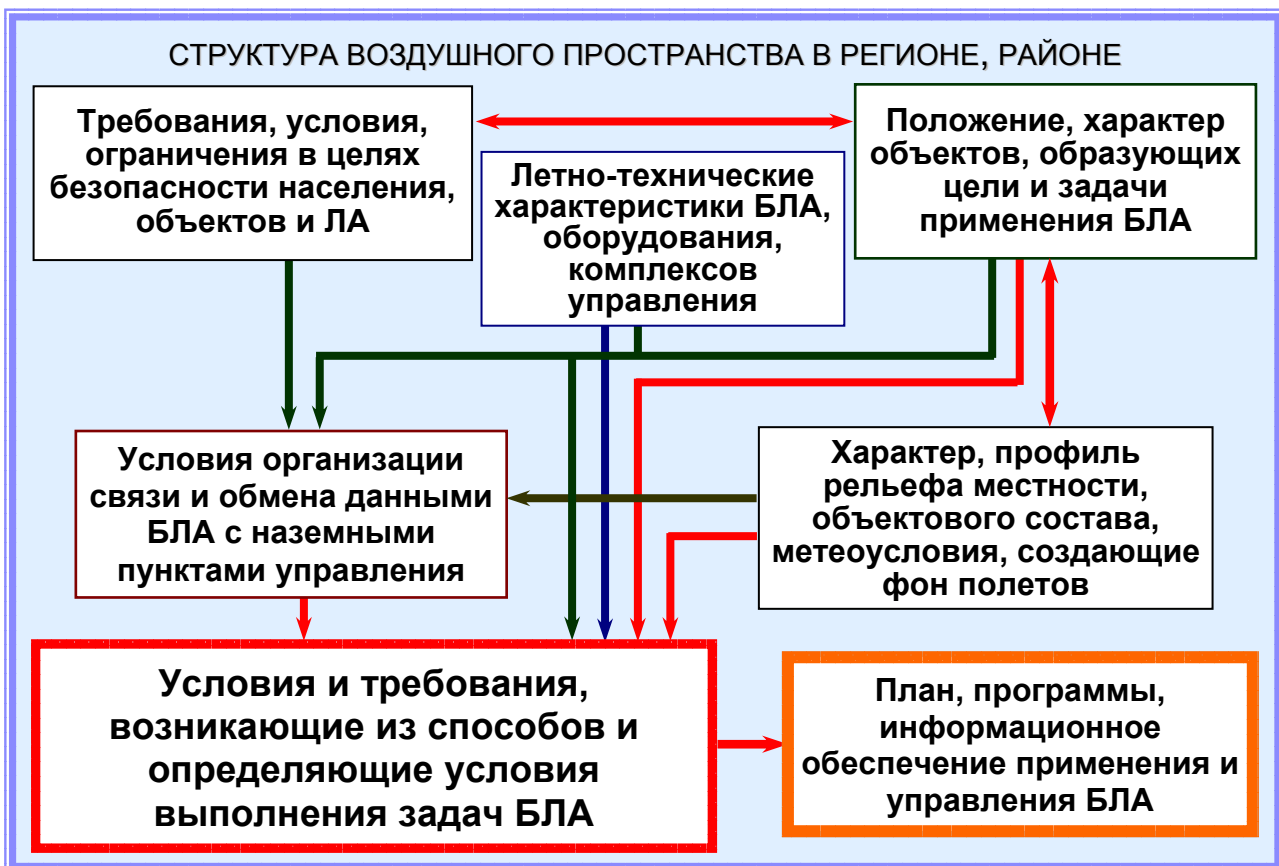 СТРУКТУРА ВОЗДУШНОГО ПРОСТРАНСТВА В РЕГИОНЕ, РАЙОНЕ
Требования, условия,
ограничения в целях
безопасности населения,
объектов и ЛА
Летно-технические
характеристики БЛА,
оборудования,
комплексов
управления
Положение, характер
объектов, образующих
цели и задачи
применения БЛА
Условия организации
связи и обмена данными
БЛА с наземными
пунктами управления
Характер, профиль
рельефа местности,
объектового состава,
метеоусловия, создающие
фон полетов
Условия и требования,
возникающие из способов и
определяющие условия
выполнения задач БЛА
План, программы,
информационное
обеспечение применения и
управления БЛА